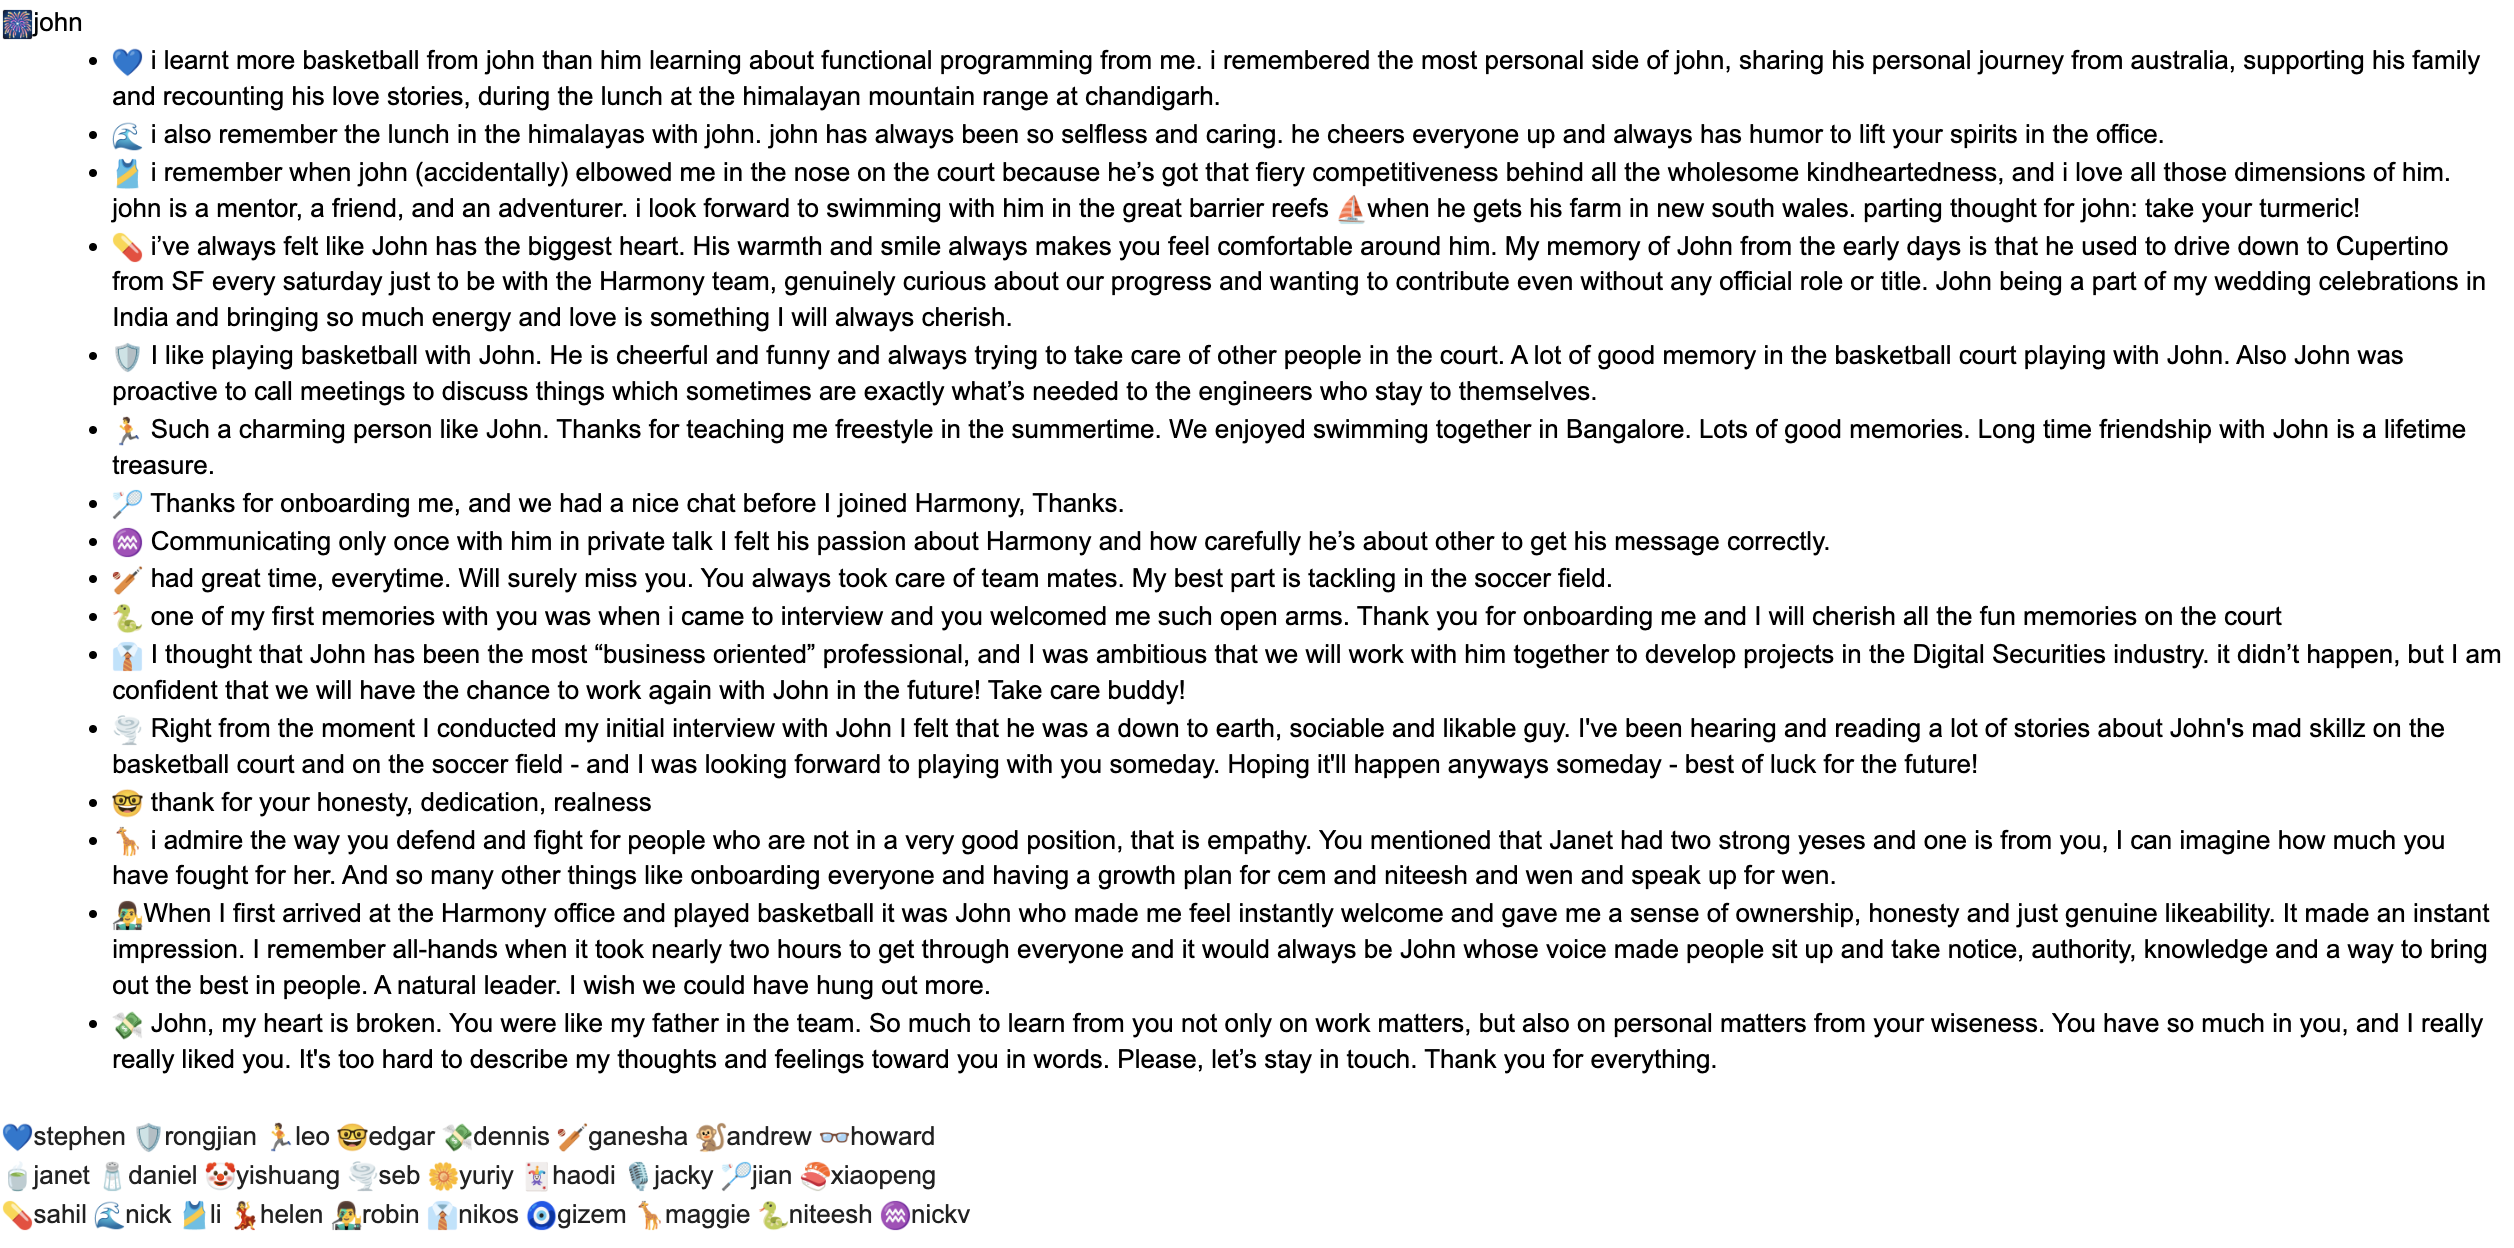 🎆john
• 💙 i learnt more basketball from john than him learning about functional programming from me. i remembered the most personal side of john, sharing his personal journey from australia, supporting his family
and recounting his love stories, during the lunch at the himalayan mountain range at chandigarh.
• 🌊 i also remember the lunch in the himalayas with john. john has always been so selfless and caring. he cheers everyone up and always has humor to lift your spirits in the office.
• 🎽 i remember when john (accidentally) elbowed me in the nose on the court because he’s got that fiery competitiveness behind all the wholesome kindheartedness, and i love all those dimensions of him.
john is a mentor, a friend, and an adventurer. i look forward to swimming with him in the great barrier reefs ⛵when he gets his farm in new south wales. parting thought for john: take your turmeric!
• 💊 i’ve always felt like John has the biggest heart. His warmth and smile always makes you feel comfortable around him. My memory of John from the early days is that he used to drive down to Cupertino
from SF every saturday just to be with the Harmony team, genuinely curious about our progress and wanting to contribute even without any official role or title. John being a part of my wedding celebrations in
India and bringing so much energy and love is something I will always cherish.
• 🛡️ I like playing basketball with John. He is cheerful and funny and always trying to take care of other people in the court. A lot of good memory in the basketball court playing with John. Also John was
proactive to call meetings to discuss things which sometimes are exactly what’s needed to the engineers who stay to themselves.
• 🏃 Such a charming person like John. Thanks for teaching me freestyle in the summertime. We enjoyed swimming together in Bangalore. Lots of good memories. Long time friendship with John is a lifetime
treasure.
• 🏸 Thanks for onboarding me, and we had a nice chat before I joined Harmony, Thanks.
• ♒ Communicating only once with him in private talk I felt his passion about Harmony and how carefully he’s about other to get his message correctly.
• 🏏 had great time, everytime. Will surely miss you. You always took care of team mates. My best part is tackling in the soccer field.
• 🐍 one of my first memories with you was when i came to interview and you welcomed me such open arms. Thank you for onboarding me and I will cherish all the fun memories on the court
• 👔 I thought that John has been the most “business oriented” professional, and I was ambitious that we will work with him together to develop projects in the Digital Securities industry. it didn’t happen, but I am
confident that we will have the chance to work again with John in the future! Take care buddy!
• 🌪️ Right from the moment I conducted my initial interview with John I felt that he was a down to earth, sociable and likable guy. I've been hearing and reading a lot of stories about John's mad skillz on the
basketball court and on the soccer field - and I was looking forward to playing with you someday. Hoping it'll happen anyways someday - best of luck for the future!
• 🤓 thank for your honesty, dedication, realness
• 🦒 i admire the way you defend and fight for people who are not in a very good position, that is empathy. You mentioned that Janet had two strong yeses and one is from you, I can imagine how much you
have fought for her. And so many other things like onboarding everyone and having a growth plan for cem and niteesh and wen and speak up for wen.
• 👨‍🎨When I first arrived at the Harmony office and played basketball it was John who made me feel instantly welcome and gave me a sense of ownership, honesty and just genuine likeability. It made an instant
impression. I remember all-hands when it took nearly two hours to get through everyone and it would always be John whose voice made people sit up and take notice, authority, knowledge and a way to bring
out the best in people. A natural leader. I wish we could have hung out more.
• 💸 John, my heart is broken. You were like my father in the team. So much to learn from you not only on work matters, but also on personal matters from your wiseness. You have so much in you, and I really
really liked you. It's too hard to describe my thoughts and feelings toward you in words. Please, let’s stay in touch. Thank you for everything.
💙stephen 🛡️rongjian 🏃leo 🤓edgar 💸dennis 🏏ganesha 🐒andrew 👓howard
🍵janet 🧂daniel 🤡yishuang 🌪️seb 🌼yuriy 🃏haodi 🎙️jacky 🏸jian 🍣xiaopeng
💊sahil 🌊nick 🎽li 💃helen 👨‍🎨robin 👔nikos 🧿gizem 🦒maggie 🐍niteesh ♒nickv